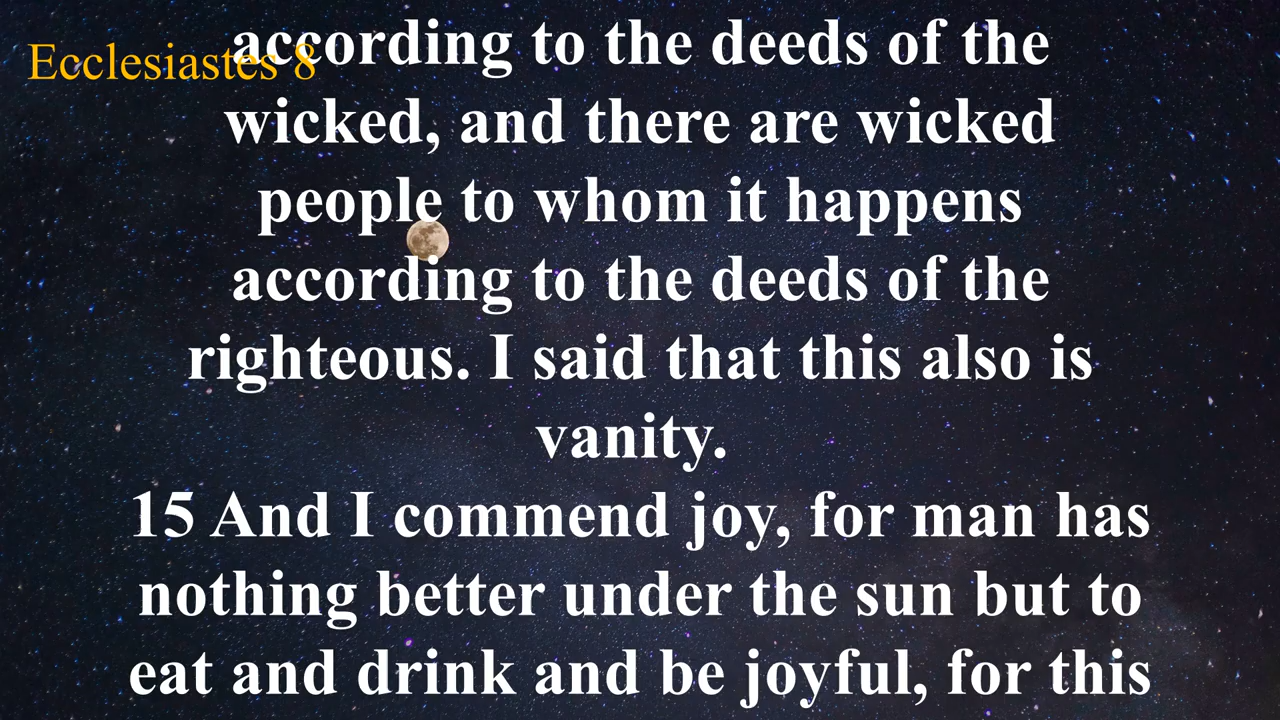 Ecclesiastes 8
according to the deeds of the
wicked, and there are wicked
people to whom it happens
according to the deeds of the
righteous. I said that this also is
vanity.
15 And I commend joy, for man has
nothing better under the sun but to
eat and drink and be joyful, for this